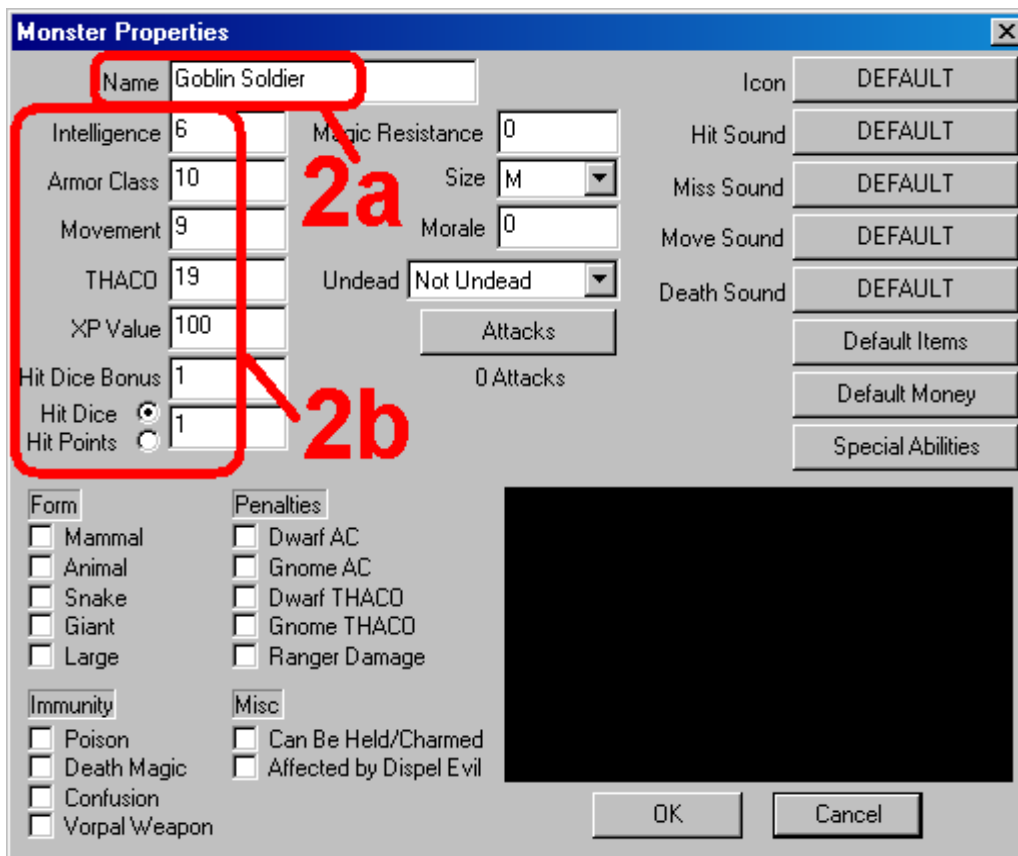 Monster Properties
Name Goblin Soldier
Icon DEFAULT
Intelligence 6
Magic Resistance 0
Hit Sound DEFAULT
Armor Class 10
Size M
Miss Sound DEFAULT
2a
Movement 9
Morale 0
Move Sound DEFAULT
THACO 19
Undead Not Undead
Death Sound DEFAULT
XP Value 100
Attacks
Default Items
Hit Dice Bonus 1
0 Attacks
Default Money
Hit Dice
Hit Points
1
2b
Special Abilities
Form
Mammal
Animal
Snake
Giant
Large
Penalties
Dwarf AC
Gnome AC
Dwarf THACO
Gnome THACO
Ranger Damage
Immunity
Poison
Death Magic
Confusion
Vorpal Weapon
Misc
Can Be Held/Charmed
Affected by Dispel Evil
OK
Cancel